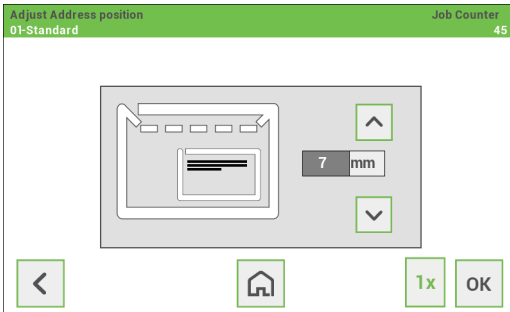 Adjust Address position
Job Counter
01-Standard
45
7 mm
1x
OK